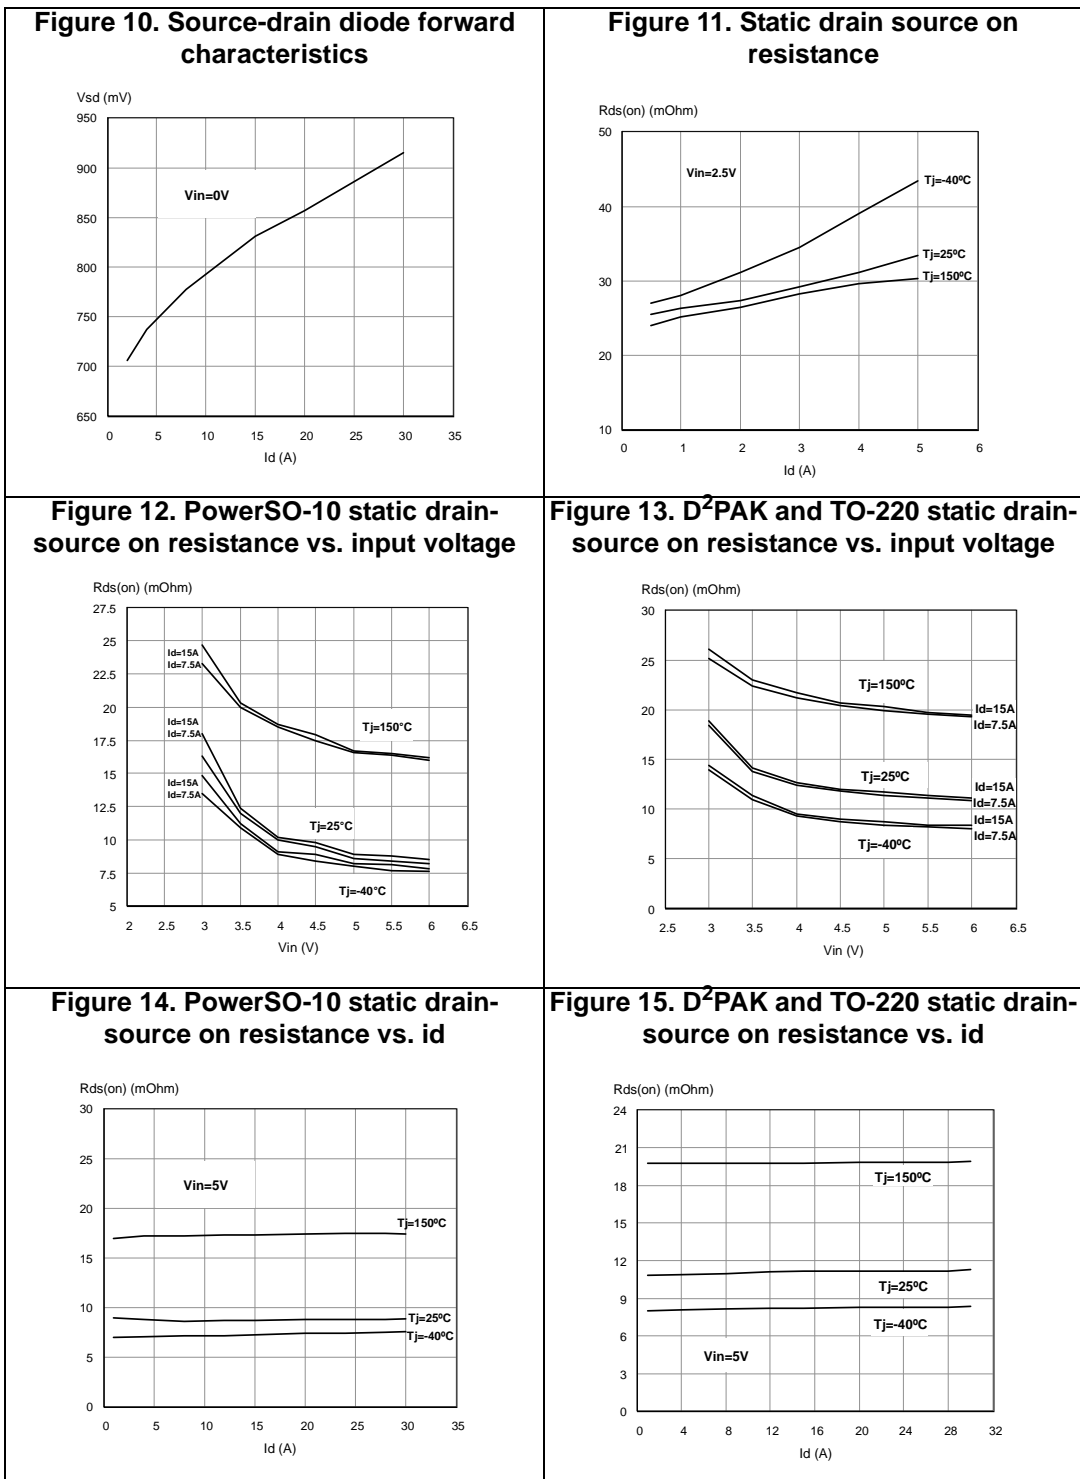 Figure 10. Source-drain diode forward
characteristics
Vsd (mV)
950
900
850
800
750
700
650
Vin=0V
0 5 10 15 20 25 30 35
Id (A)
Figure 11. Static drain source on
resistance
Rds(on) (mOhm)
50
40
30
20
10
Vin=2.5V
Tj=-40ºC
Tj=25ºC
Tj=150ºC
0 1 2 3 4 5 6
Id (A)
Figure 12. PowerSO-10 static drain-
source on resistance vs. input voltage
Rds(on) (mOhm)
27.5
25
22.5
20
17.5
15
12.5
10
7.5
5
Id=15A
Id=7.5A
Tj=150°C
Id=15A
Id=7.5A
Id=15A
Id=7.5A
Tj=25°C
Tj=-40°C
2 2.5 3 3.5 4 4.5 5 5.5 6 6.5
Vin (V)
Figure 13. D2PAK and TO-220 static drain-
source on resistance vs. input voltage
Rds(on) (mOhm)
30
25
20
15
10
5
0
Tj=150ºC
Id=15A
Id=7.5A
Tj=25ºC
Id=15A
Id=7.5A
Id=15A
Id=7.5A
Tj=-40ºC
2.5 3 3.5 4 4.5 5 5.5 6 6.5
Vin (V)
Figure 14. PowerSO-10 static drain-
source on resistance vs. id
Rds(on) (mOhm)
30
25
20
15
10
5
0
Vin=5V
Tj=150ºC
Tj=25ºC
Tj=-40ºC
0 5 10 15 20 25 30 35
Id (A)
Figure 15. D2PAK and TO-220 static drain-
source on resistance vs. id
Rds(on) (mOhm)
24
21
18
15
12
9
6
3
0
Tj=150ºC
Tj=25ºC
Tj=-40ºC
Vin=5V
0 4 8 12 16 20 24 28 32
Id (A)